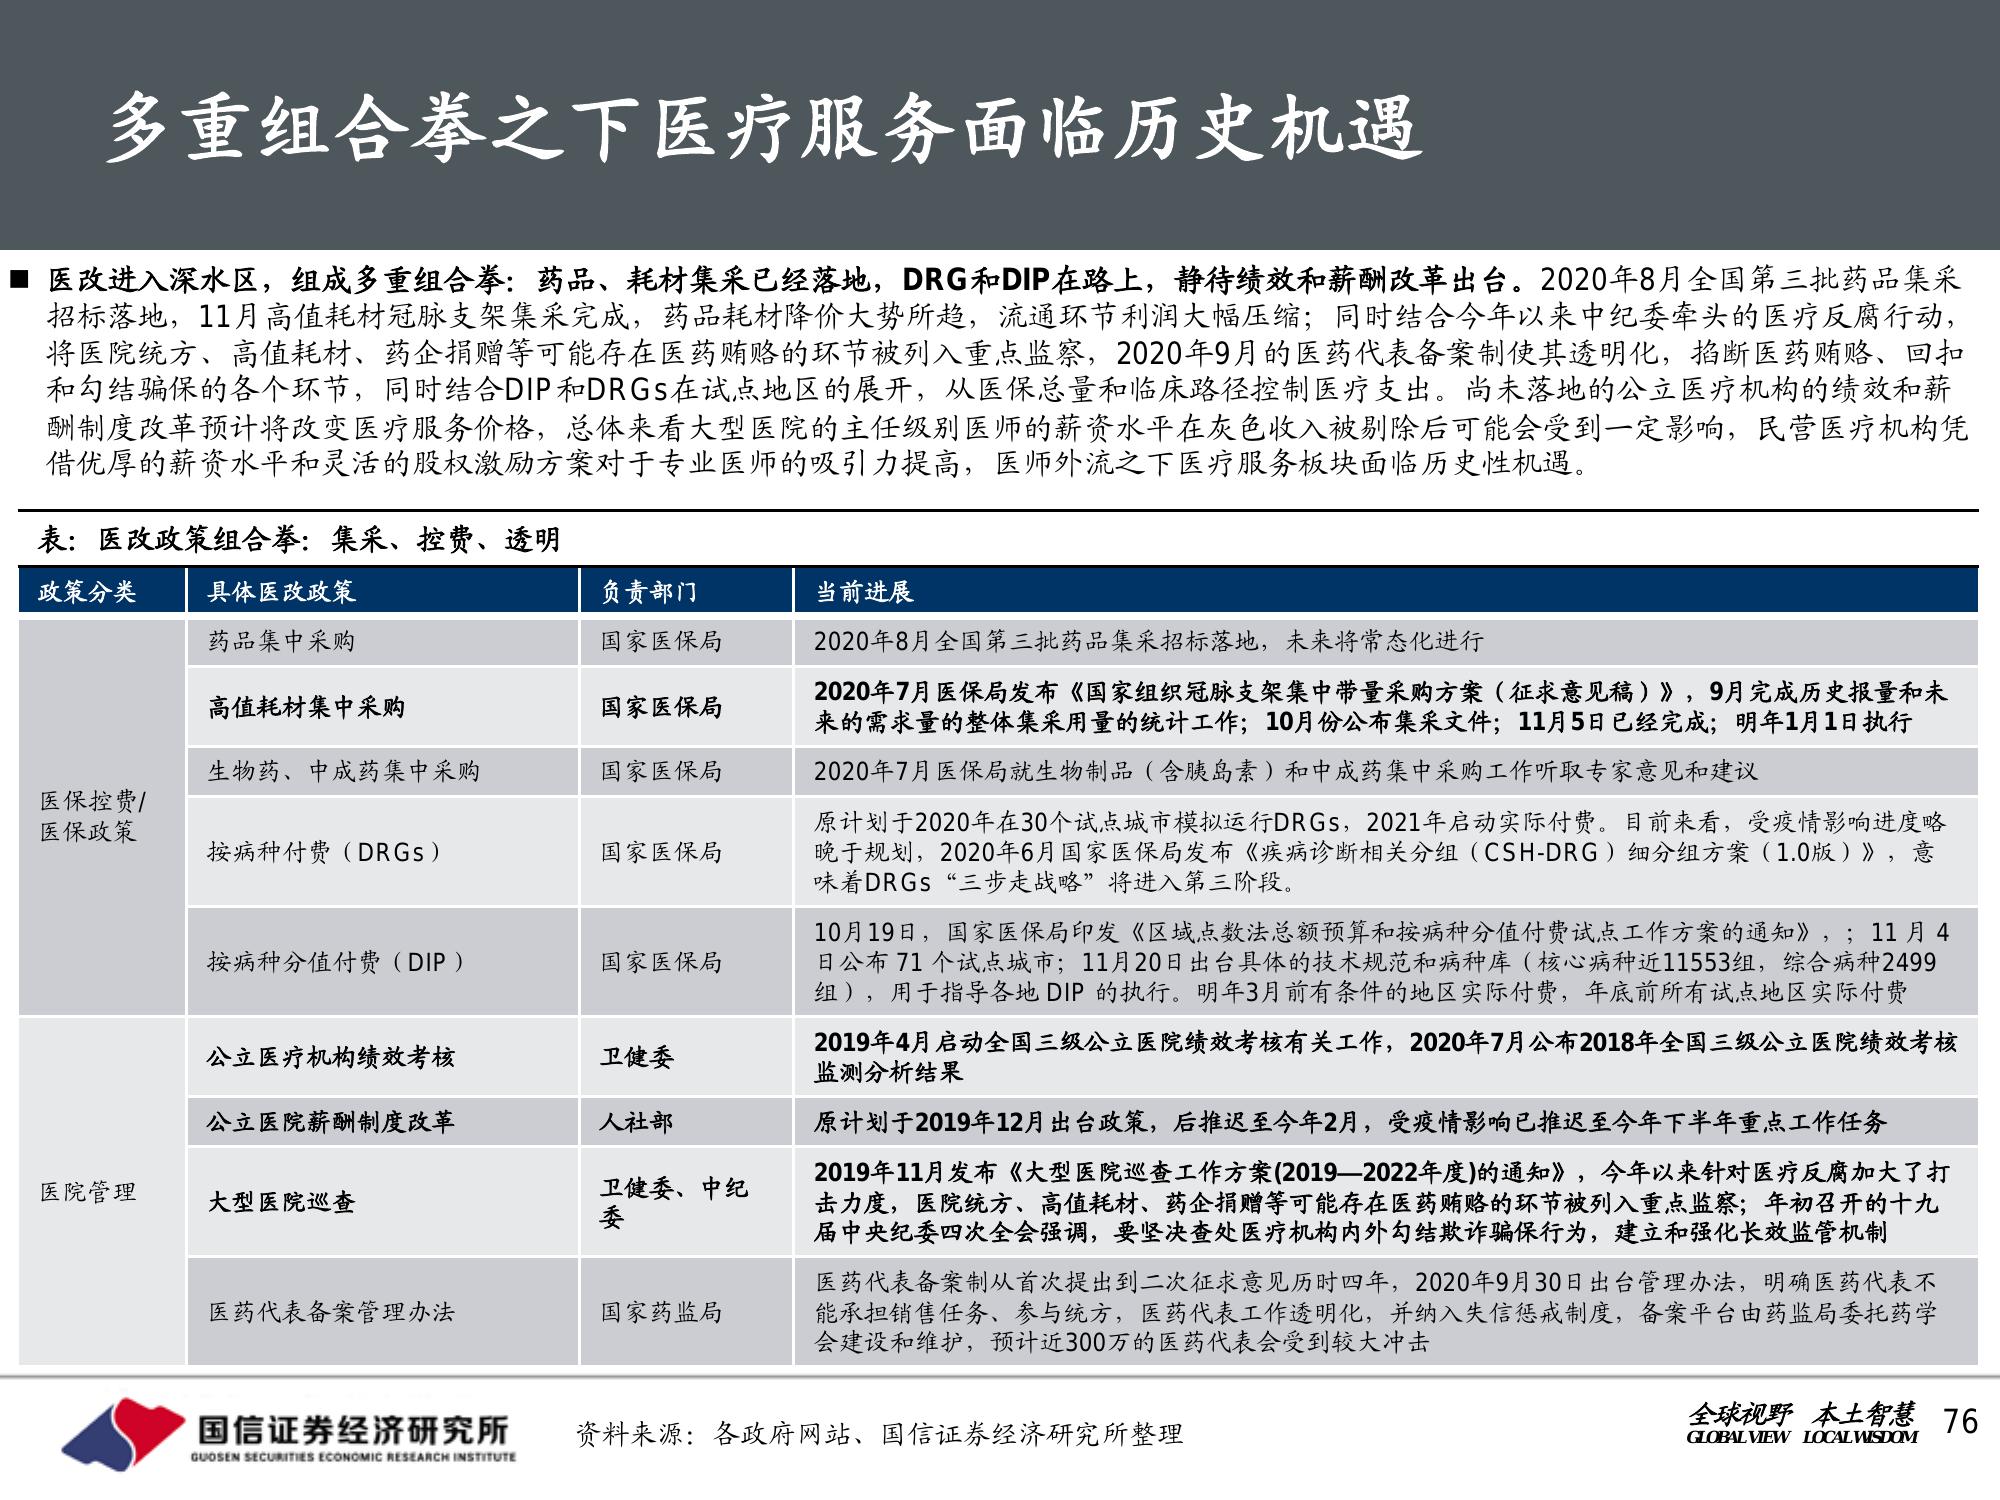 多重组合拳之下医疗服务面临历史机遇
■ 医改进入深水区，组成多重组合拳：药品、耗材集采已经落地，DRG和DIP在路上，静待绩效和薪酬改革出台。2020年8月全国第三批药品集采
招标落地，11月高值耗材冠脉支架集采完成，药品耗材降价大势所趋，流通环节利润大幅压缩；同时结合今年以来中纪委牵头的医疗反腐行动，
将医院统方、高值耗材、药企捐赠等可能存在医药贿赂的环节被列入重点监察，2020年9月的医药代表备案制使其透明化，掐断医药贿赂、回扣
和勾结骗保的各个环节，同时结合DIP和DRGs在试点地区的展开，从医保总量和临床路径控制医疗支出。尚未落地的公立医疗机构的绩效和薪
酬制度改革预计将改变医疗服务价格，总体来看大型医院的主任级别医师的薪资水平在灰色收入被剔除后可能会受到一定影响，民营医疗机构凭
借优厚的薪资水平和灵活的股权激励方案对于专业医师的吸引力提高，医师外流之下医疗服务板块面临历史性机遇。
表：医改政策组合拳：集采、控费、透明
政策分类 具体医改政策 负责部门 当前进展
医保控费/
医保政策
药品集中采购 国家医保局 2020年8月全国第三批药品集采招标落地，未来将常态化进行
高值耗材集中采购 国家医保局 2020年7月医保局发布《国家组织冠脉支架集中带量采购方案（征求意见稿）》，9月完成历史报量和未
来的需求量的整体集采用量的统计工作；10月份公布集采文件；11月5日已经完成；明年1月1日执行
生物药、中成药集中采购 国家医保局 2020年7月医保局就生物制品（含胰岛素）和中成药集中采购工作听取专家意见和建议
按病种付费（DRGs） 国家医保局 原计划于2020年在30个试点城市模拟运行DRGs，2021年启动实际付费。目前来看，受疫情影响进度略
晚于规划，2020年6月国家医保局发布《疾病诊断相关分组（CSH-DRG）细分组方案（1.0版）》，意
味着DRGs“三步走战略”将进入第三阶段。
按病种分值付费（DIP） 国家医保局 10月19日，国家医保局印发《区域点数法总额预算和按病种分值付费试点工作方案的通知》，；11 月 4
日公布 71 个试点城市；11月20日出台具体的技术规范和病种库（核心病种近11553组，综合病种2499
组），用于指导各地 DIP 的执行。明年3月前有条件的地区实际付费，年底前所有试点地区实际付费
医院管理
公立医疗机构绩效考核 卫健委 2019年4月启动全国三级公立医院绩效考核有关工作，2020年7月公布2018年全国三级公立医院绩效考核
监测分析结果
公立医院薪酬制度改革 人社部 原计划于2019年12月出台政策，后推迟至今年2月，受疫情影响已推迟至今年下半年重点工作任务
大型医院巡查 卫健委、中纪
委
2019年11月发布《大型医院巡查工作方案(2019—2022年度)的通知》，今年以来针对医疗反腐加大了打
击力度，医院统方、高值耗材、药企捐赠等可能存在医药贿赂的环节被列入重点监察；年初召开的十九
届中央纪委四次全会强调，要坚决查处医疗机构内外勾结欺诈骗保行为，建立和强化长效监管机制
医药代表备案管理办法 国家药监局 医药代表备案制从首次提出到二次征求意见历时四年，2020年9月30日出台管理办法，明确医药代表不
能承担销售任务、参与统方，医药代表工作透明化，并纳入失信惩戒制度，备案平台由药监局委托药学
会建设和维护，预计近300万的医药代表会受到较大冲击
国信证券经济研究所
GUOSEN SECURITIES ECONOMIC RESEARCH INSTITUTE
资料来源：各政府网站、国信证券经济研究所整理
全球视野 本土智慧
GLOBAL VIEW LOCAL WISDOM
76